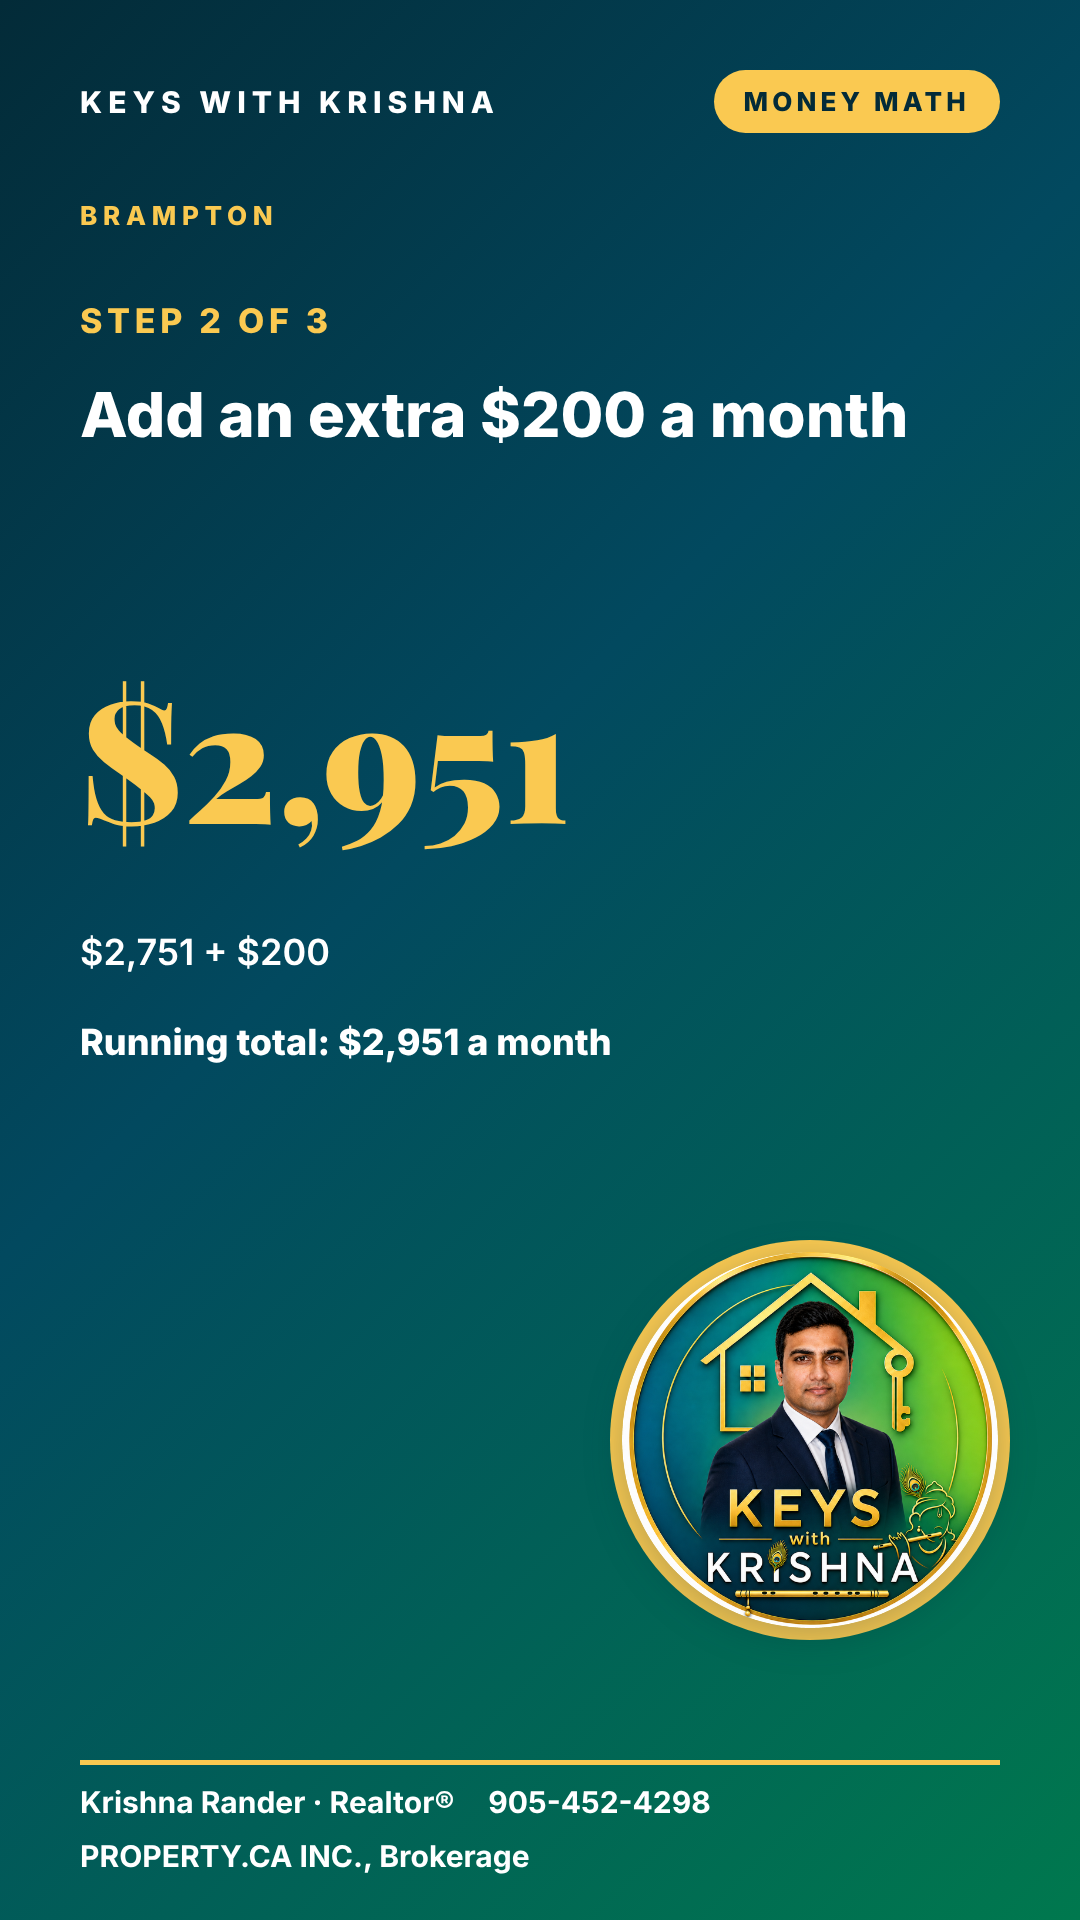 KEYS WITH KRISHNA
MONEY MATH
BRAMPTON
STEP 2 OF 3
Add an extra $200 a month
$2,951
$2,751 + $200
Running total: $2,951 a month
KEYS
with
KRISHNA
Krishna Rander · Realtor® 905-452-4298
PROPERTY.CA INC., Brokerage